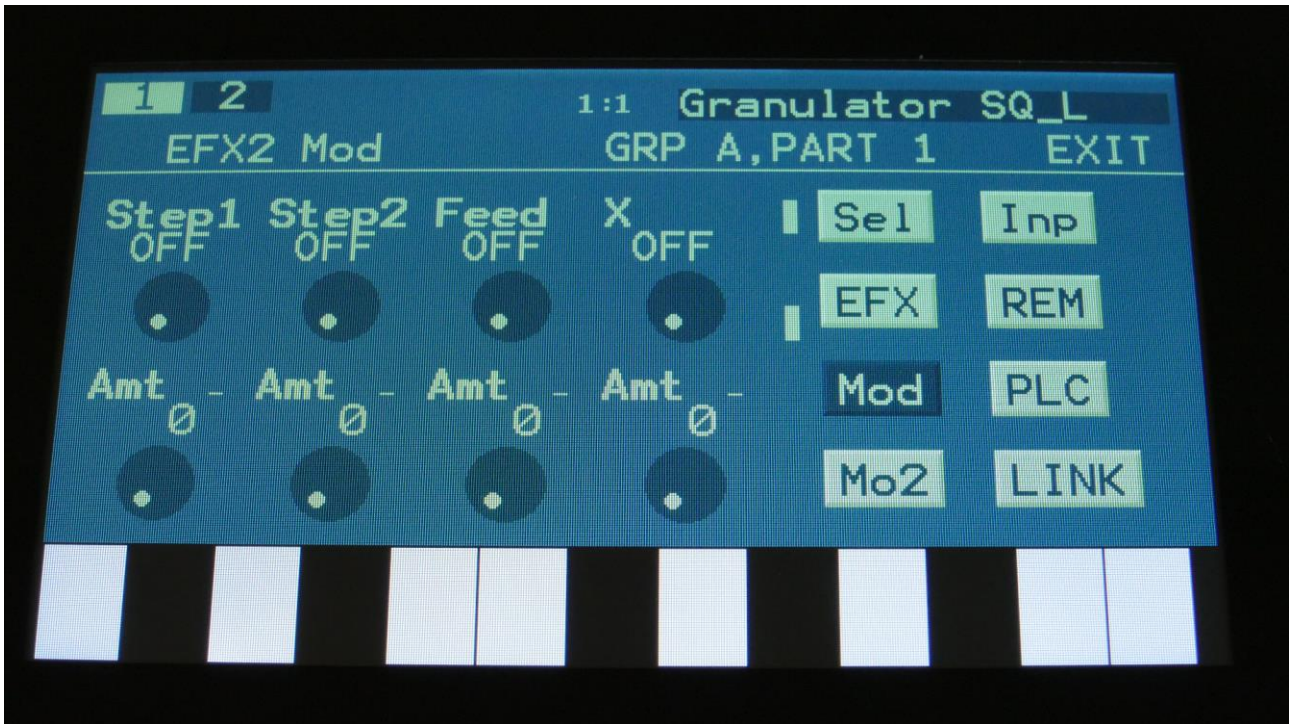 1 2 1:1 Granulator SQ_L
EFX2 Mod GRP A,PART 1 EXIT
Step1 Step2 Feed X Sel Inp
OFF OFF OFF OFF
EFX REM
Amt - Amt - Amt - Amt - Mod PLC
0 0 0 0
Mo2 LINK